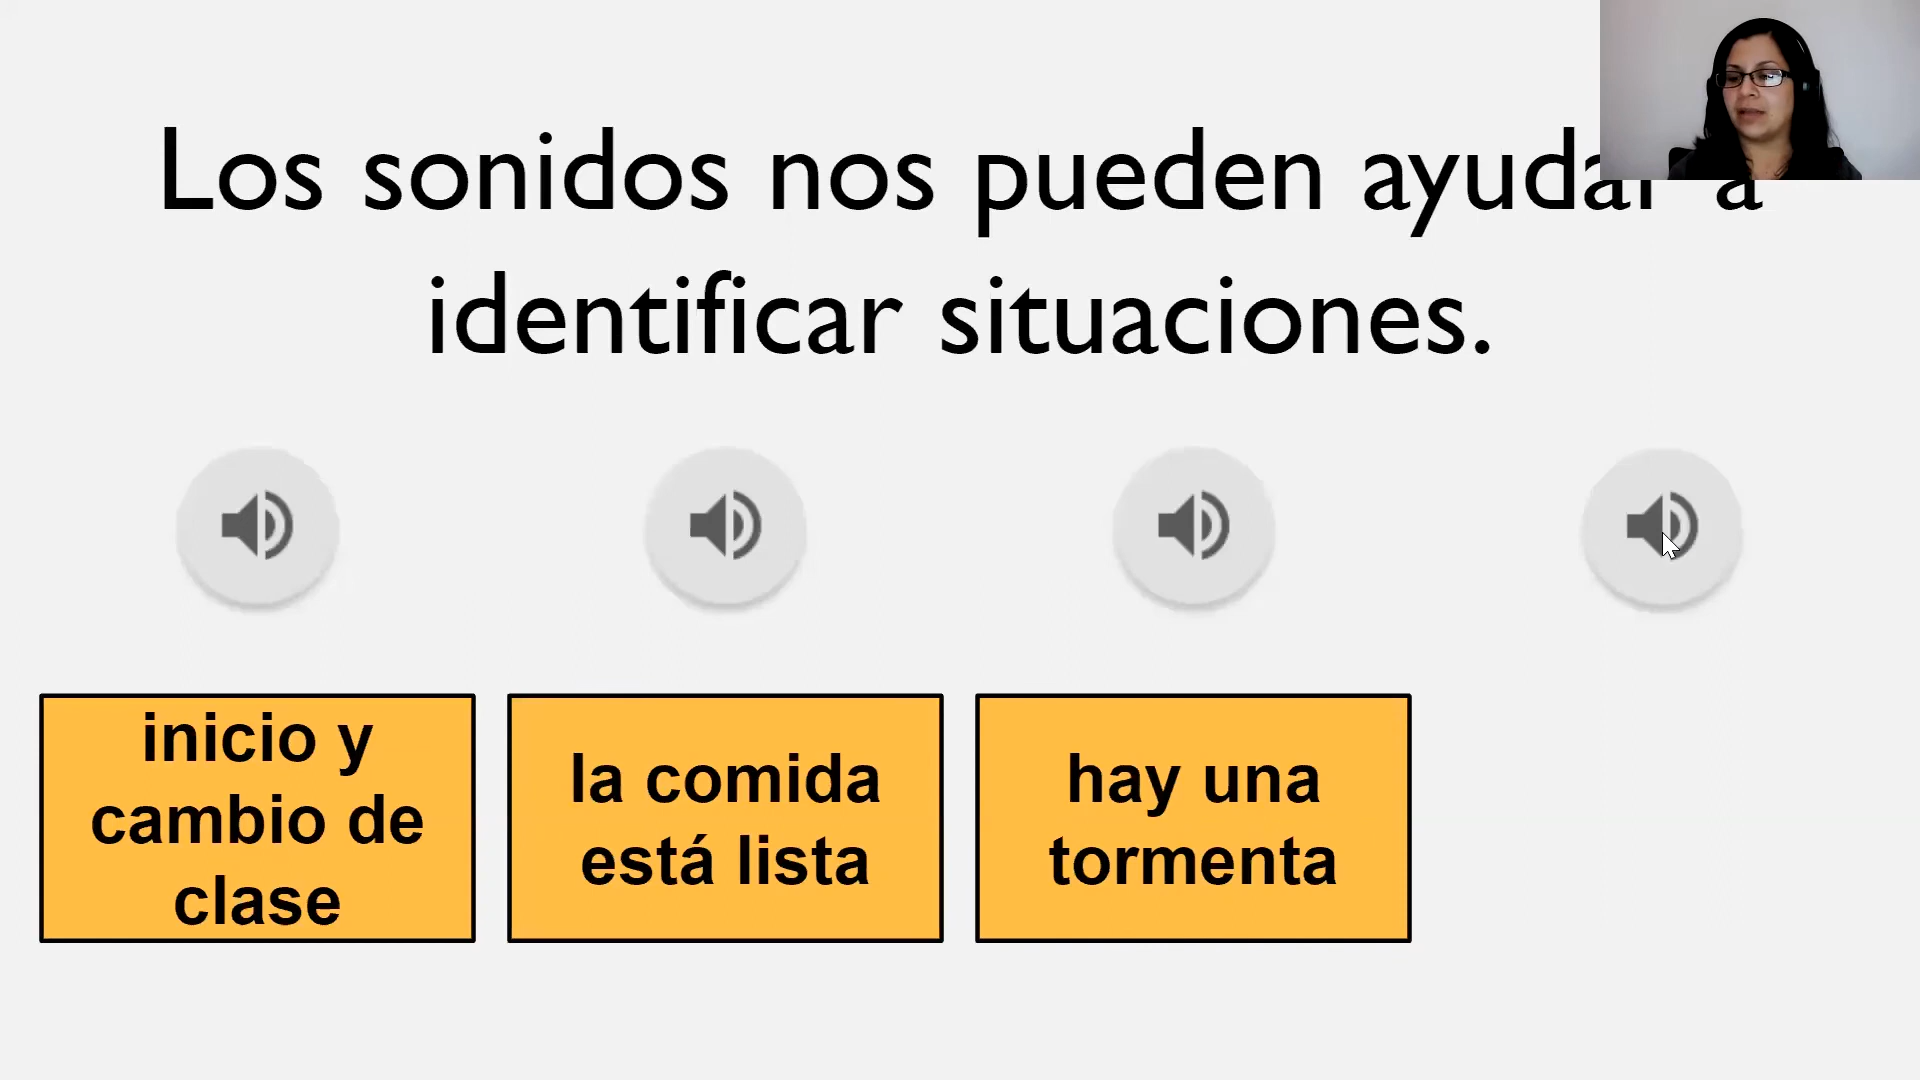 Los sonidos nos pueden ayudar a
identificar situaciones.
inicio y
cambio de
clase
la comida
está lista
hay una
tormenta